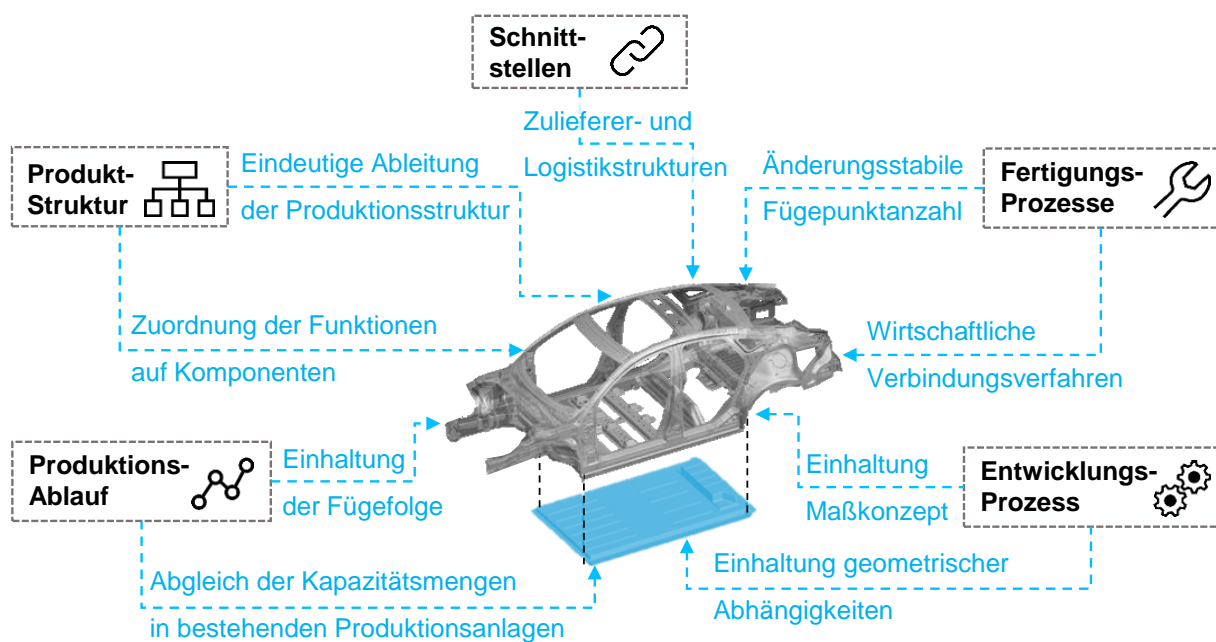 Schnitt-
stellen
Zulieferer- und
Logistikstrukturen
Produkt-
Struktur
Eindeutige Ableitung
der Produktionsstruktur
Änderungsstabile
Fügepunktanzahl
Fertigungs-
Prozesse
Zuordnung der Funktionen
auf Komponenten
Wirtschaftliche
Verbindungsverfahren
Produktions-
Ablauf
Einhaltung
der Fügefolge
Einhaltung
Maßkonzept
Entwicklungs-
Prozess
Abgleich der Kapazitätsmengen
in bestehenden Produktionsanlagen
Einhaltung geometrischer
Abhängigkeiten